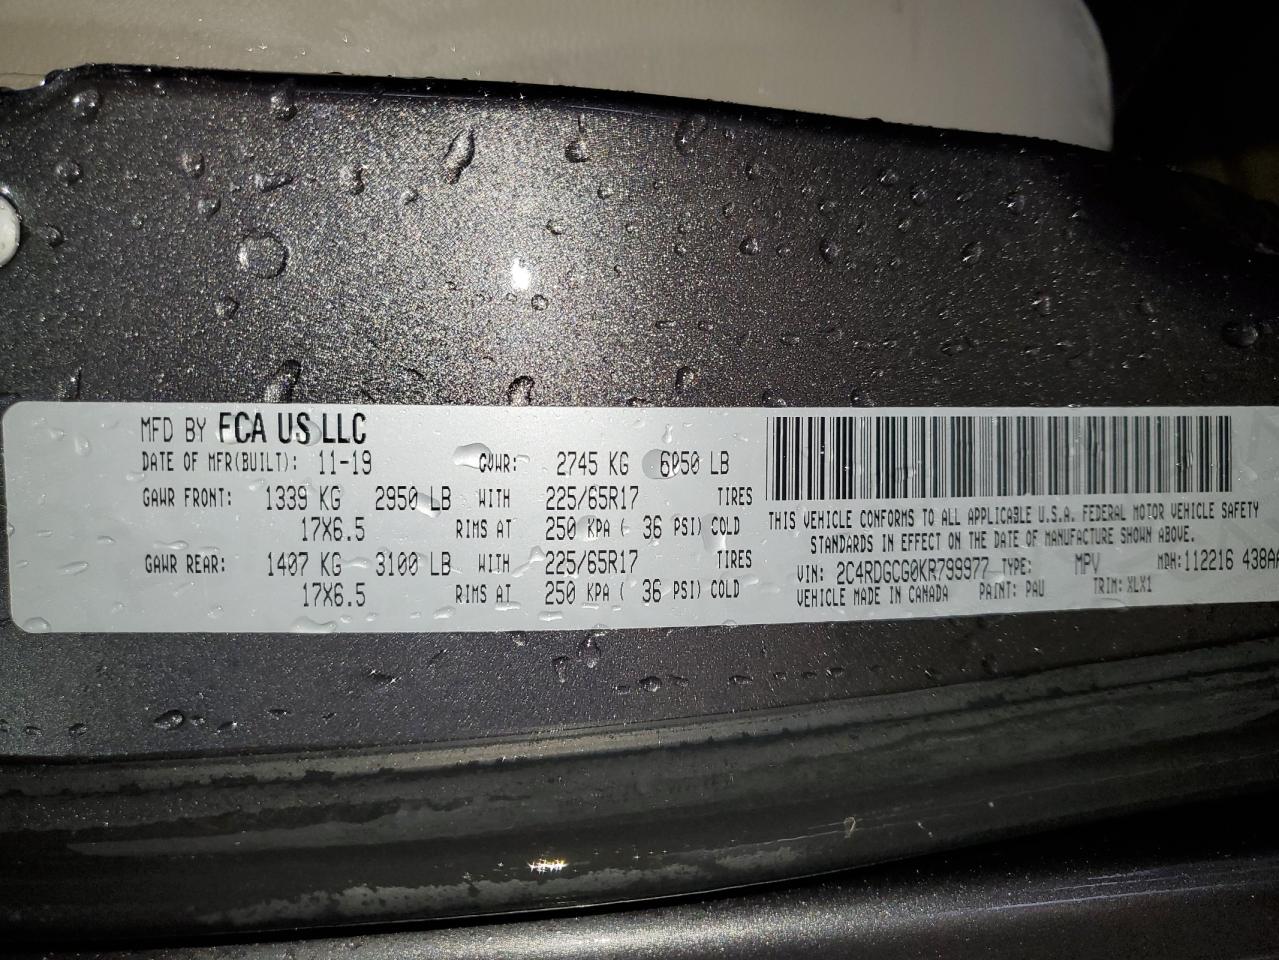 MFD BY FCA US LLC
DATE OF MFR(BUILT): 11-19 GVWR: 2745 KG 6050 LB
GAWR FRONT: 1339 KG 2950 LB WITH 225/65R17 TIRES
17X6.5 RIMS AT 250 KPA ( 36 PSI) COLD
GAWR REAR: 1407 KG 3100 LB WITH 225/65R17 TIRES
17X6.5 RIMS AT 250 KPA ( 36 PSI) COLD
THIS VEHICLE CONFORMS TO ALL APPLICABLE U.S.A. FEDERAL MOTOR VEHICLE SAFETY
STANDARDS IN EFFECT ON THE DATE OF MANUFACTURE SHOWN ABOVE.
VIN: 2C4RDGCG0KR799977 TYPE: MPV MDH:112216 438AA
VEHICLE MADE IN CANADA PAINT: PAU TRIM: XLX1